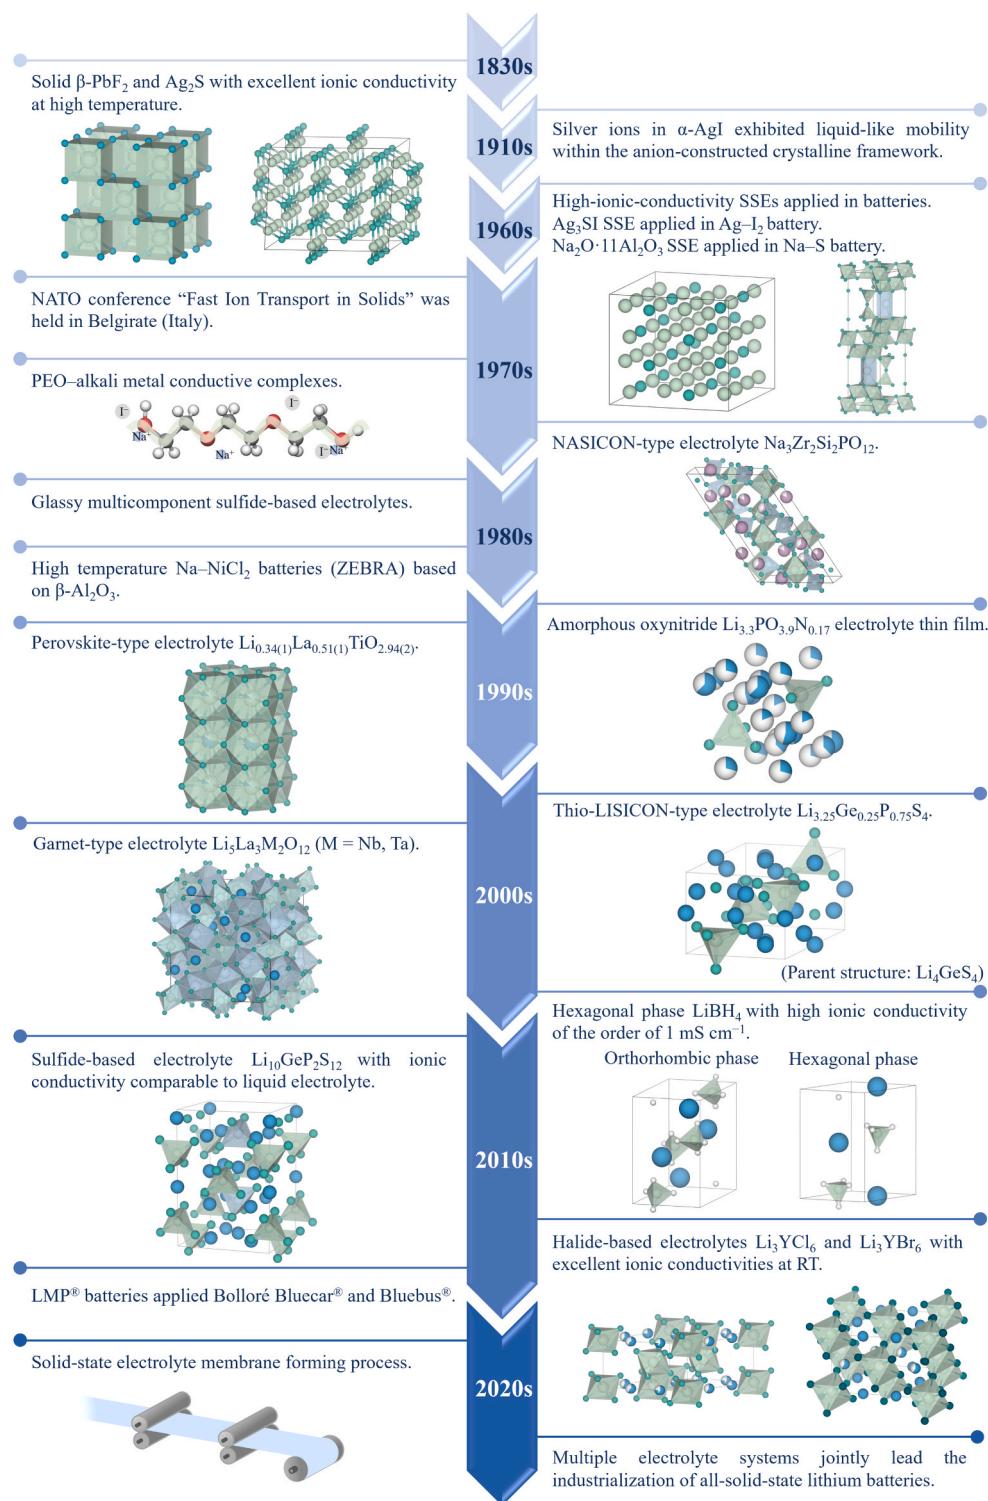 1830s
Solid β-PbF₂ and Ag₂S with excellent ionic conductivity
at high temperature.
1910s
Silver ions in α-AgI exhibited liquid-like mobility
within the anion-constructed crystalline framework.
1960s
High-ionic-conductivity SSEs applied in batteries.
Ag₃SI SSE applied in Ag–I₂ battery.
Na₂O·11Al₂O₃ SSE applied in Na–S battery.
NATO conference “Fast Ion Transport in Solids” was
held in Belgirate (Italy).
1970s
PEO–alkali metal conductive complexes.
I⁻
I⁻
Na⁺
Na⁺
I⁻
Na⁺
NASICON-type electrolyte Na₃Zr₂Si₂PO₁₂.
Glassy multicomponent sulfide-based electrolytes.
1980s
High temperature Na–NiCl₂ batteries (ZEBRA) based
on β-Al₂O₃.
Amorphous oxynitride Li₃.₃PO₃.₉N₀.₁₇ electrolyte thin film.
Perovskite-type electrolyte Li₀.₃₄₍₁₎La₀.₅₁₍₁₎TiO₂.₉₄₍₂₎.
1990s
Thio-LISICON-type electrolyte Li₃.₂₅Ge₀.₂₅P₀.₇₅S₄.
Garnet-type electrolyte Li₅La₃M₂O₁₂ (M = Nb, Ta).
2000s
(Parent structure: Li₄GeS₄)
Hexagonal phase LiBH₄ with high ionic conductivity
of the order of 1 mS cm⁻¹.
Orthorhombic phase
Hexagonal phase
Sulfide-based electrolyte Li₁₀GeP₂S₁₂ with ionic
conductivity comparable to liquid electrolyte.
2010s
Halide-based electrolytes Li₃YCl₆ and Li₃YBr₆ with
excellent ionic conductivities at RT.
LMP® batteries applied Bolloré Bluecar® and Bluebus®.
Solid-state electrolyte membrane forming process.
2020s
Multiple electrolyte systems jointly lead the
industrialization of all-solid-state lithium batteries.